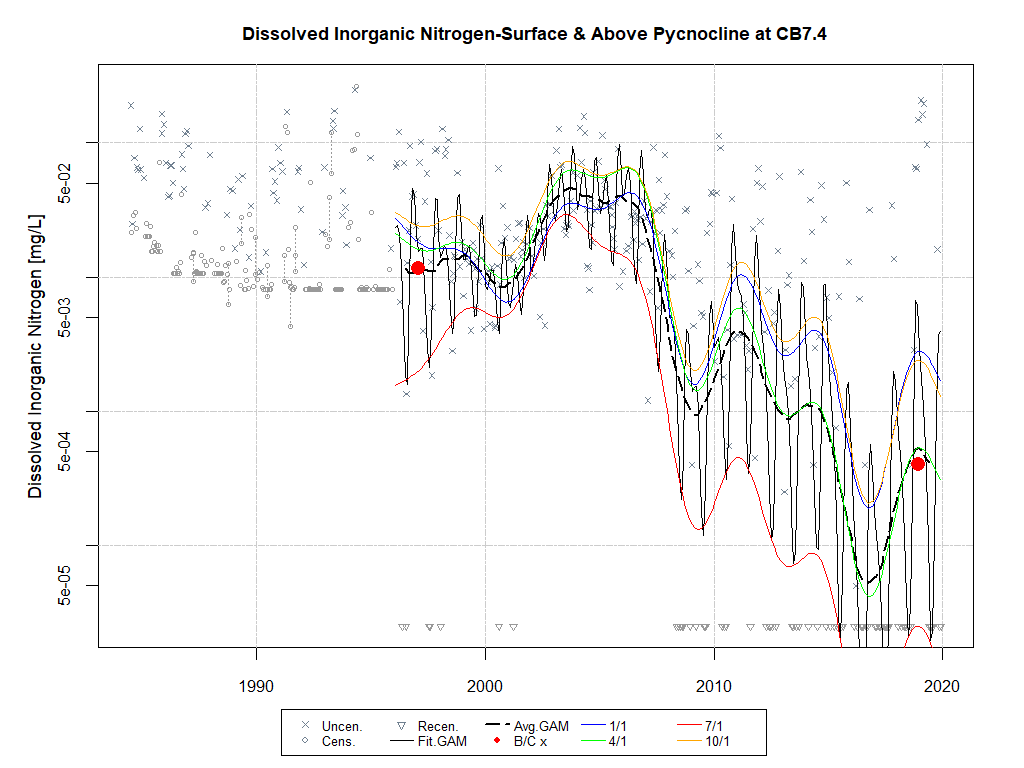 Dissolved Inorganic Nitrogen-Surface & Above Pycnocline at CB7.4
Dissolved Inorganic Nitrogen [mg/L]
5e-02
5e-03
5e-04
5e-05
1990 2000 2010 2020
Uncen. Recen. Avg.GAM 1/1 7/1
Cens. Fit.GAM B/C x 4/1 10/1